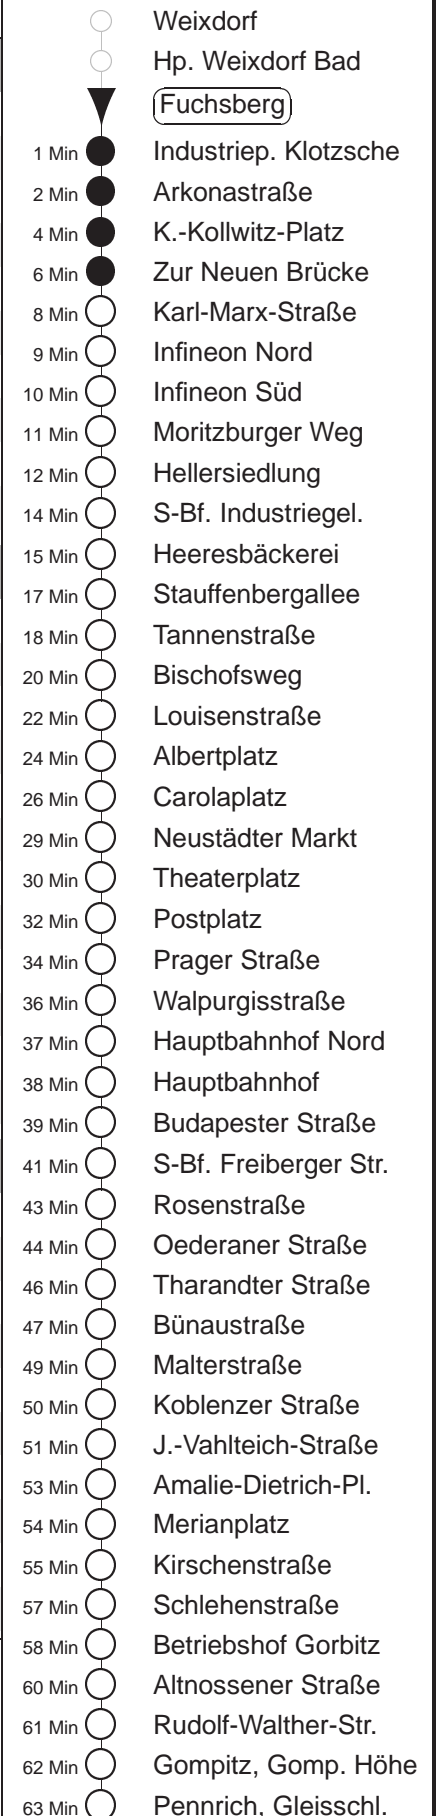 Weixdorf
Hp. Weixdorf Bad
Fuchsberg
1 Min Industriep. Klotzsche
2 Min Arkonastraße
4 Min K.-Kollwitz-Platz
6 Min Zur Neuen Brücke
8 Min Karl-Marx-Straße
9 Min Infineon Nord
10 Min Infineon Süd
11 Min Moritzburger Weg
12 Min Hellersiedlung
14 Min S-Bf. Industriegel.
15 Min Heeresbäckerei
17 Min Stauffenbergallee
18 Min Tannenstraße
20 Min Bischofsweg
22 Min Louisenstraße
24 Min Albertplatz
26 Min Carolaplatz
29 Min Neustädter Markt
30 Min Theaterplatz
32 Min Postplatz
34 Min Prager Straße
36 Min Walpurgisstraße
37 Min Hauptbahnhof Nord
38 Min Hauptbahnhof
39 Min Budapester Straße
41 Min S-Bf. Freiberger Str.
43 Min Rosenstraße
44 Min Oederaner Straße
46 Min Tharandter Straße
47 Min Bünaustraße
49 Min Malterstraße
50 Min Koblenzer Straße
51 Min J.-Vahlteich-Straße
53 Min Amalie-Dietrich-Pl.
54 Min Merianplatz
55 Min Kirschenstraße
57 Min Schlehenstraße
58 Min Betriebshof Gorbitz
60 Min Altnossener Straße
61 Min Rudolf-Walther-Str.
62 Min Gompitz, Gomp. Höhe
63 Min Pennrich, Gleisschl.